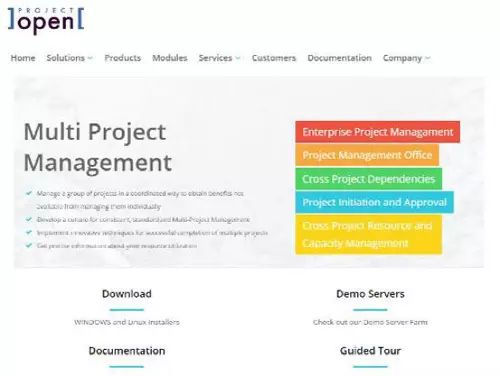 PROJECT
]open[
Home Solutions Products Modules Services Customers Documentation Company
Multi Project
Management
Manage a group of projects in a coordinated way to obtain benefits not
available from managing them individually
Develop a culture for consistent, standardized Multi-Project Management
Implement innovative techniques for successful completion of multiple projects
Get precise information about your resource utilization
Enterprise Project Managament
Project Management Office
Cross Project Dependencies
Project Initiation and Approval
Cross Project Resource and
Capacity Management
Download
WINDOWS and Linux Installers
Demo Servers
Check out our Demo Server Farm
Documentation
Guided Tour